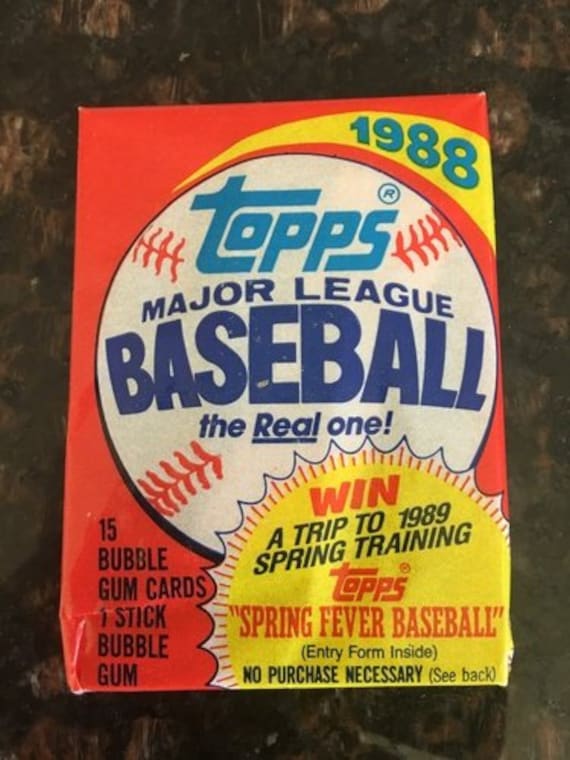 1988
Topps®
MAJOR LEAGUE
BASEBALL
the Real one!
15
BUBBLE
GUM CARDS
1 STICK
BUBBLE
GUM
WIN
A TRIP TO 1989
SPRING TRAINING
Topps®
"SPRING FEVER BASEBALL"
(Entry Form Inside)
NO PURCHASE NECESSARY (See back)